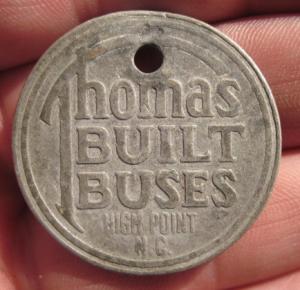 Thomas
BUILT
BUSES
HIGH POINT
N.C.